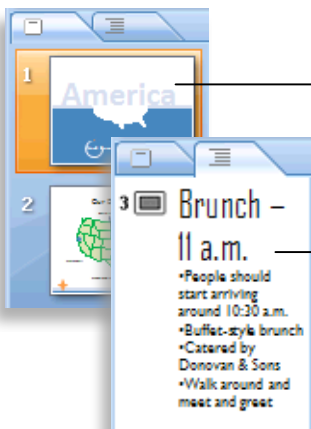 1
America
2
3
Brunch –
11 a.m.
•People should
start arriving
around 10:30 a.m.
•Buffet-style brunch
•Catered by
Donovan & Sons
•Walk around and
meet and greet